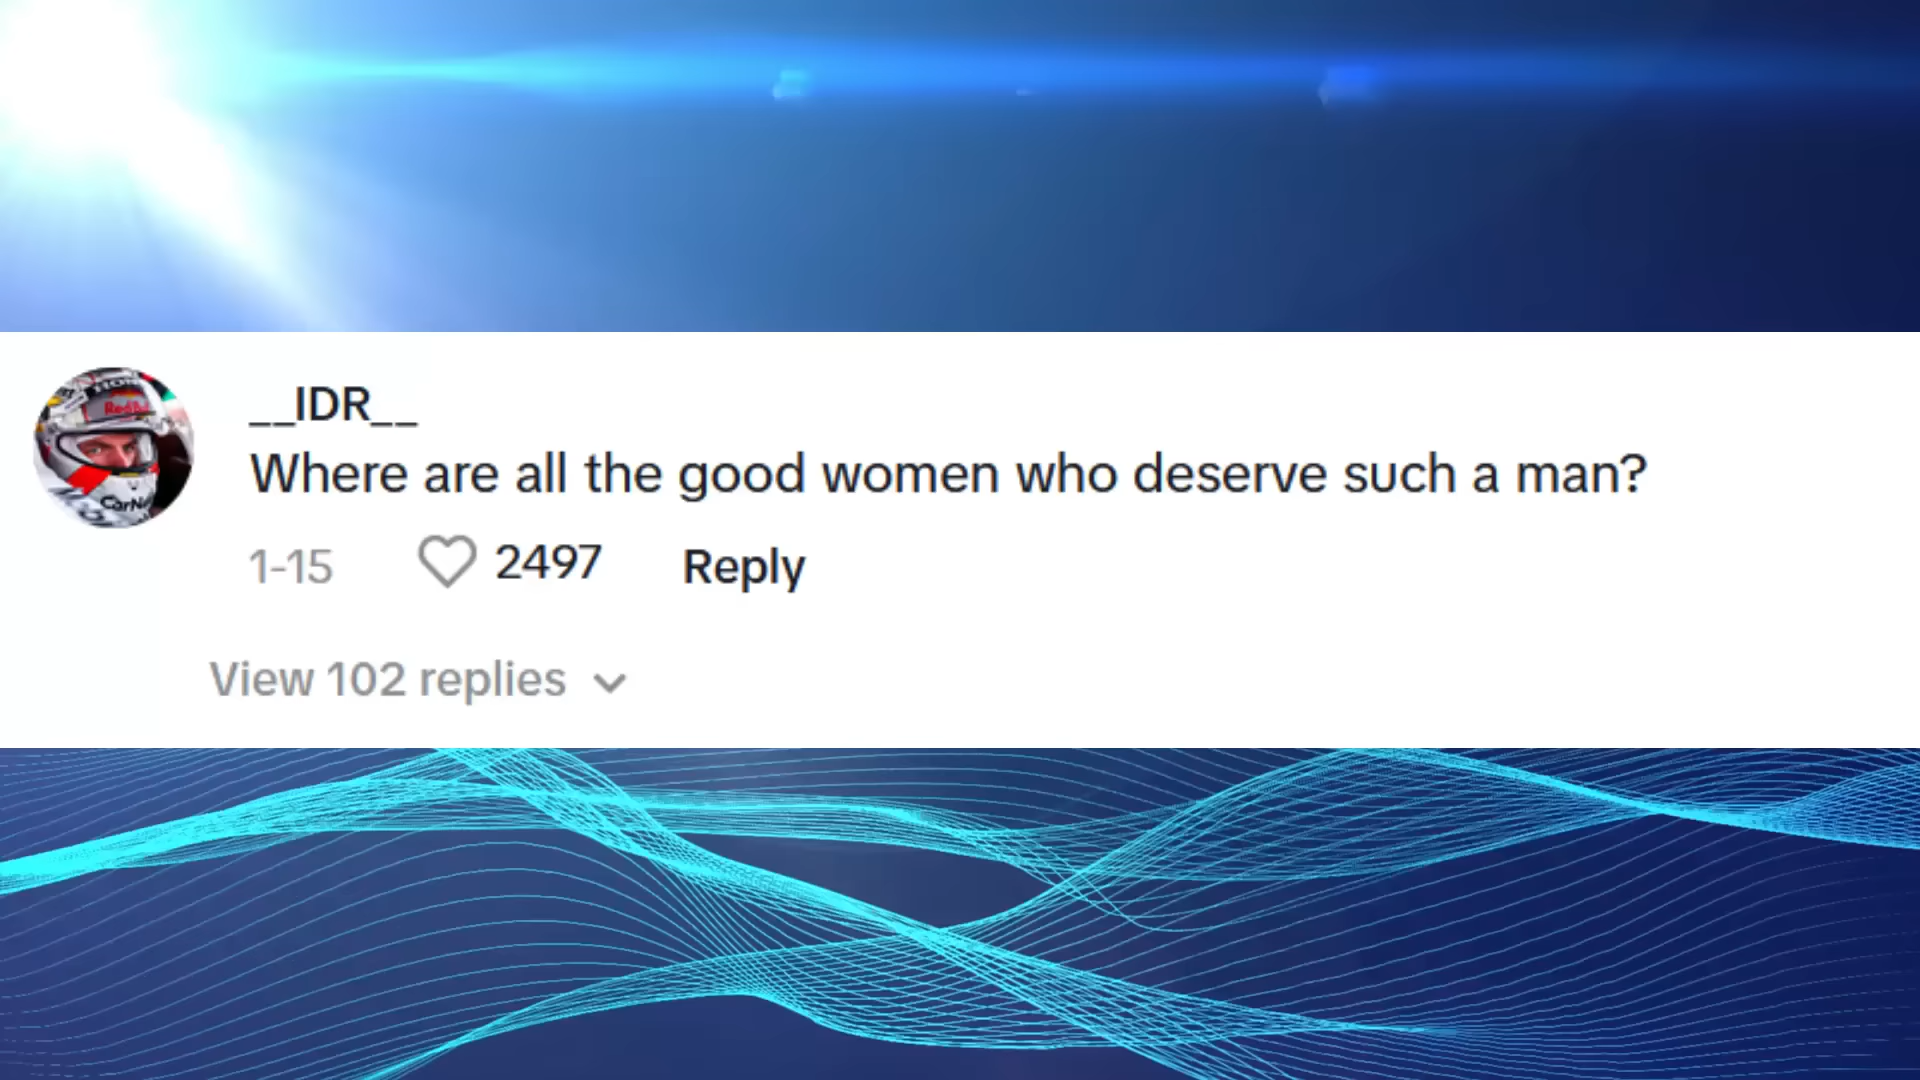 __IDR__
Where are all the good women who deserve such a man?
1-15 2497 Reply
View 102 replies